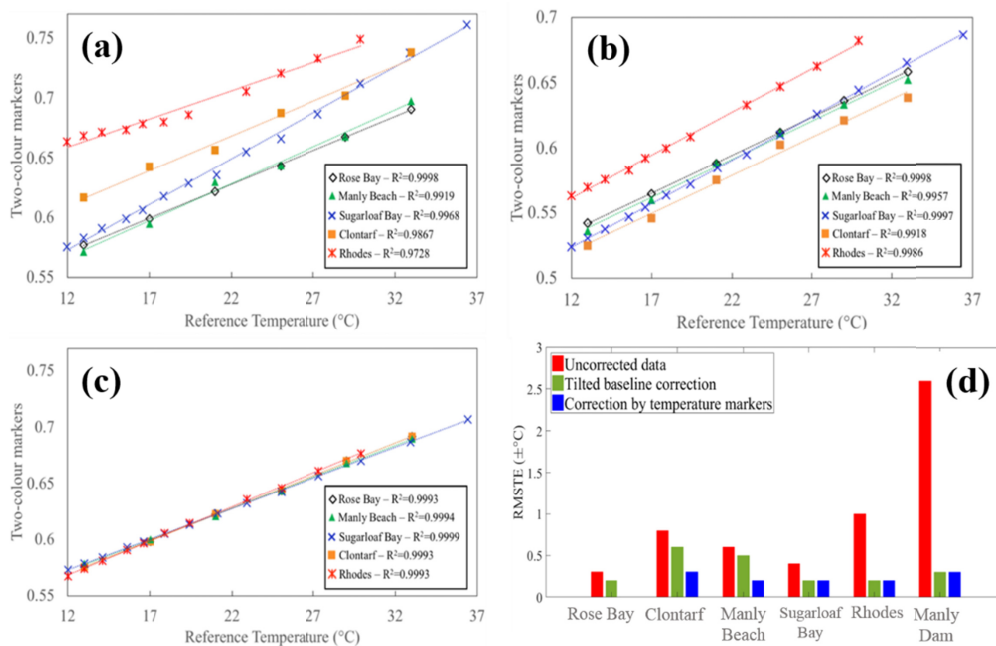 (a)
Two-colour markers
0.75
0.7
0.65
0.6
0.55
Rose Bay – R²=0.9998
Manly Beach – R²=0.9919
Sugarloaf Bay – R²=0.9968
Clontarf – R²=0.9867
Rhodes – R²=0.9728
12 17 22 27 32 37
Reference Temperature (°C)
(b)
Two-colour markers
0.7
0.65
0.6
0.55
0.5
Rose Bay – R²=0.9998
Manly Beach – R²=0.9957
Sugarloaf Bay – R²=0.9997
Clontarf – R²=0.9918
Rhodes – R²=0.9986
12 17 22 27 32 37
Reference Temperature (°C)
(c)
Two-colour markers
0.75
0.7
0.65
0.6
0.55
Rose Bay – R²=0.9993
Manly Beach – R²=0.9994
Sugarloaf Bay – R²=0.9999
Clontarf – R²=0.9993
Rhodes – R²=0.9993
12 17 22 27 32 37
Reference Temperature (°C)
(d)
Uncorrected data
Tilted baseline correction
Correction by temperature markers
RMSTE (±°C)
3
2.5
2
1.5
1
0.5
0
Rose Bay Clontarf Manly Sugarloaf Rhodes Manly
Beach Bay Dam